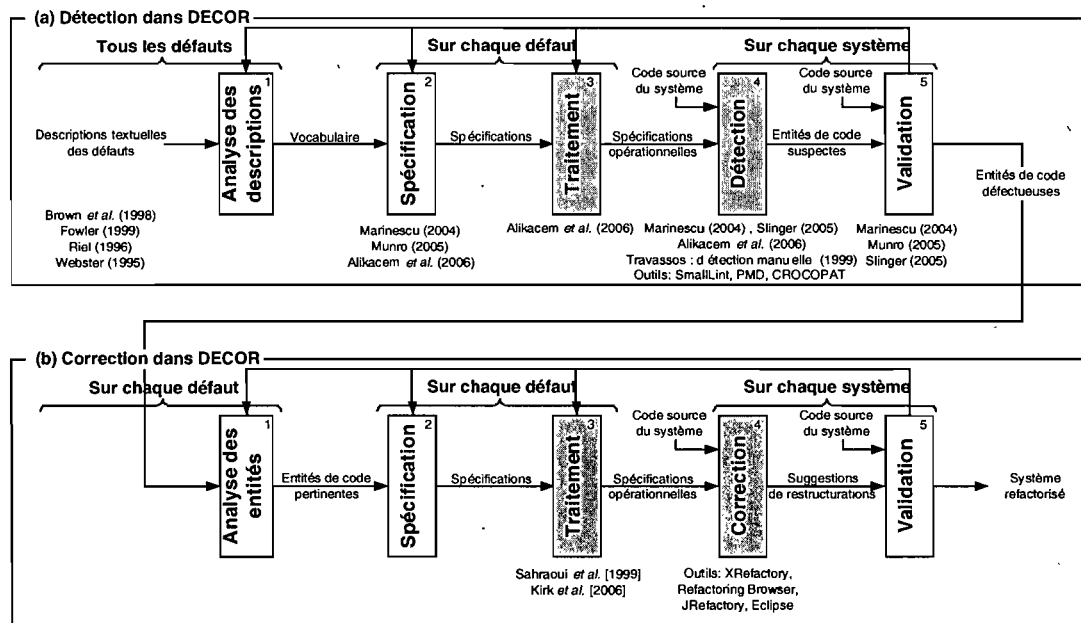 (a) Détection dans DECOR
Tous les défauts
Sur chaque défaut
Sur chaque système
1
Analyse des
descriptions
2
Spécification
3
Traitement
4
Détection
5
Validation
Code source
du système
Code source
du système
Descriptions textuelles
des défauts
Vocabulaire
Spécifications
Spécifications
opérationnelles
Entités de code
suspectes
Entités de code
défectueuses
Brown et al. (1998)
Fowler (1999)
Riel (1996)
Webster (1995)
Marinescu (2004)
Munro (2005)
Alikacem et al. (2006)
Alikacem et al. (2006)
Marinescu (2004) , Slinger (2005)
Alikacem et al. (2006)
Travassos : d étection manuelle (1999)
Outils: SmallLint, PMD, CROCOPAT
Marinescu (2004)
Munro (2005)
Slinger (2005)
(b) Correction dans DECOR
Sur chaque défaut
Sur chaque défaut
Sur chaque système
1
Analyse des
entités
2
Spécification
3
Traitement
4
Correction
5
Validation
Code source
du système
Code source
du système
Entités de code
pertinentes
Spécifications
Spécifications
opérationnelles
Suggestions
de restructurations
Système
refactorisé
Sahraoui et al. [1999]
Kirk et al. [2006]
Outils: XRefactory,
Refactoring Browser,
JRefactory, Eclipse